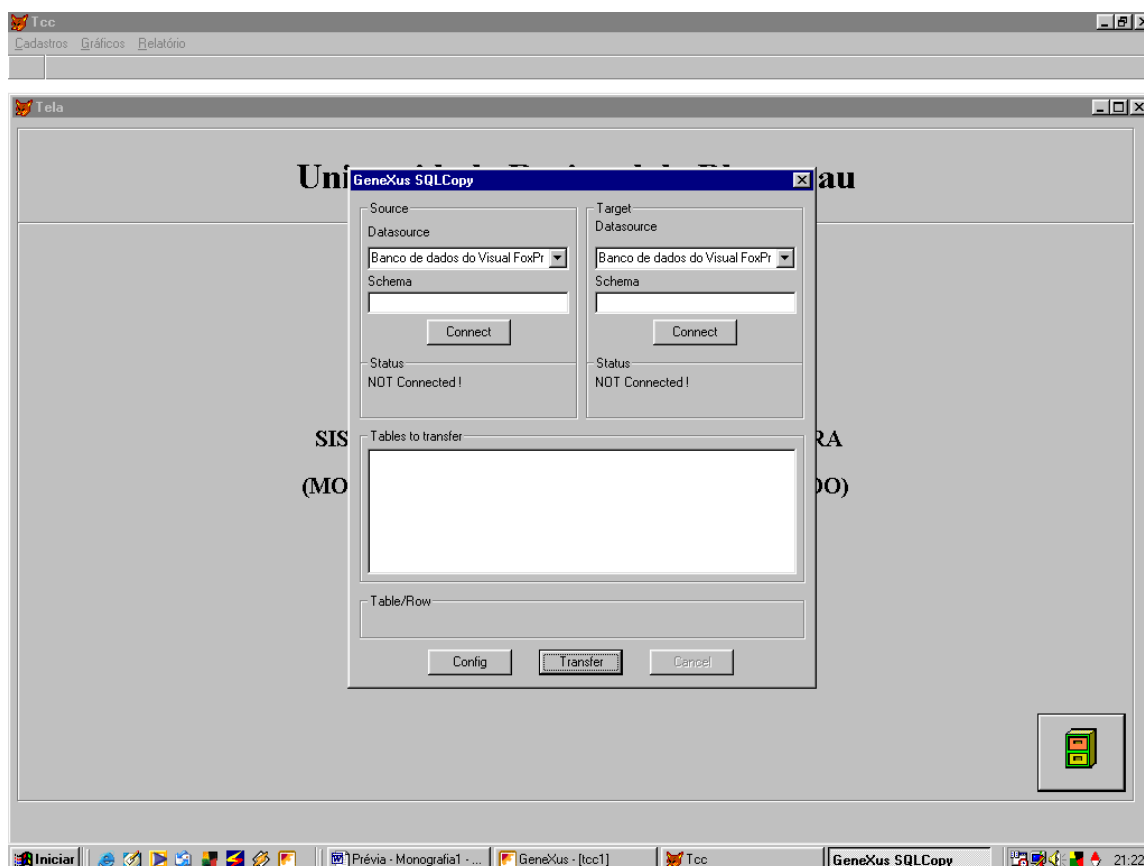 Tcc
Cadastros Gráficos Relatório
Tela
Uni
au
GeneXus SQLCopy
Source
Target
Datasource
Datasource
Banco de dados do Visual FoxPr
Banco de dados do Visual FoxPr
Schema
Schema
Connect
Connect
Status
Status
NOT Connected !
NOT Connected !
SIS
RA
Tables to transfer
(MO
DO)
Table/Row
Config
Transfer
Cancel
Iniciar
Prévia - Monografia1 - ...
GeneXus - [tcc1]
Tcc
GeneXus SQLCopy
21:22